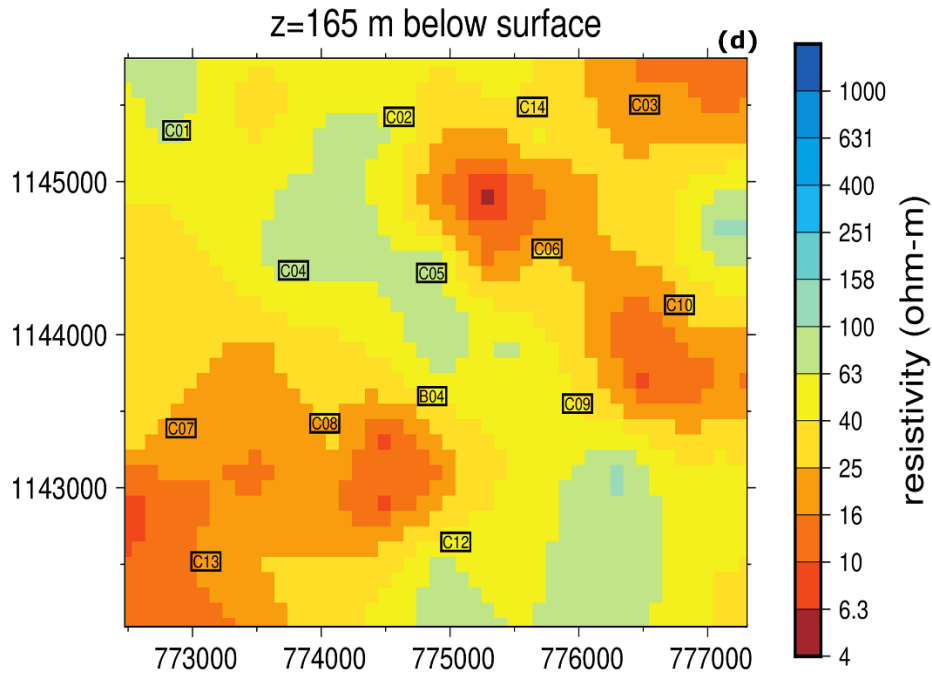 z=165 m below surface
(d)
C14
C03
C02
C01
1145000
C06
C04
C05
C10
1144000
B04
C09
C08
C07
1143000
C12
C13
773000 774000 775000 776000 777000
1000
631
400
251
158
100
63
40
25
16
10
6.3
4
resistivity (ohm-m)